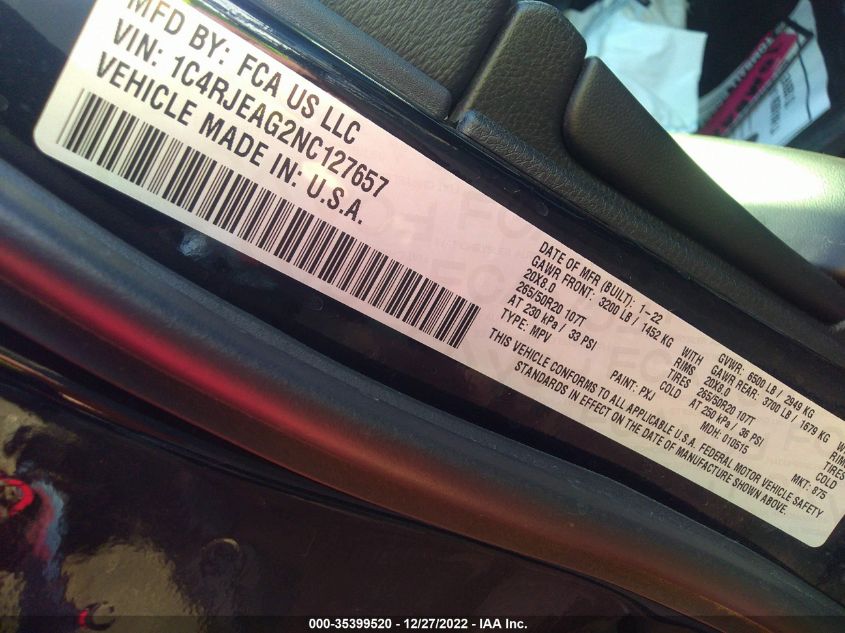 MFD BY: FCA US LLC
VIN: 1C4RJEAG2NC127657
VEHICLE MADE IN: U.S.A.
DATE OF MFR (BUILT): 1-22 GVWR: 6500 LB / 2949 KG
GAWR FRONT: 3200 LB / 1452 KG WITH GAWR REAR: 3700 LB / 1679 KG
20X8.0 RIMS 20X8.0 RIMS
265/50R20 107T TIRES 265/50R20 107T TIRES
AT 230 kPa / 33 PSI COLD AT 250 kPa / 36 PSI COLD
TYPE: MPV PAINT: PXJ MDH: 010515 MKT: 875
THIS VEHICLE CONFORMS TO ALL APPLICABLE U.S.A. FEDERAL MOTOR VEHICLE SAFETY
STANDARDS IN EFFECT ON THE DATE OF MANUFACTURE SHOWN ABOVE.
000-35399520 - 12/27/2022 - IAA Inc.